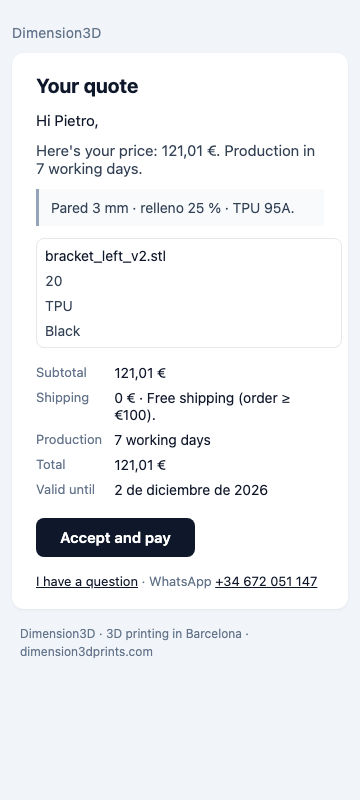 Dimension3D
Your quote
Hi Pietro,
Here's your price: 121,01 €. Production in
7 working days.
Pared 3 mm · relleno 25 % · TPU 95A.
bracket_left_v2.stl
20
TPU
Black
Subtotal 121,01 €
Shipping 0 € · Free shipping (order ≥
€100).
Production 7 working days
Total 121,01 €
Valid until 2 de diciembre de 2026
Accept and pay
I have a question · WhatsApp +34 672 051 147
Dimension3D · 3D printing in Barcelona ·
dimension3dprints.com